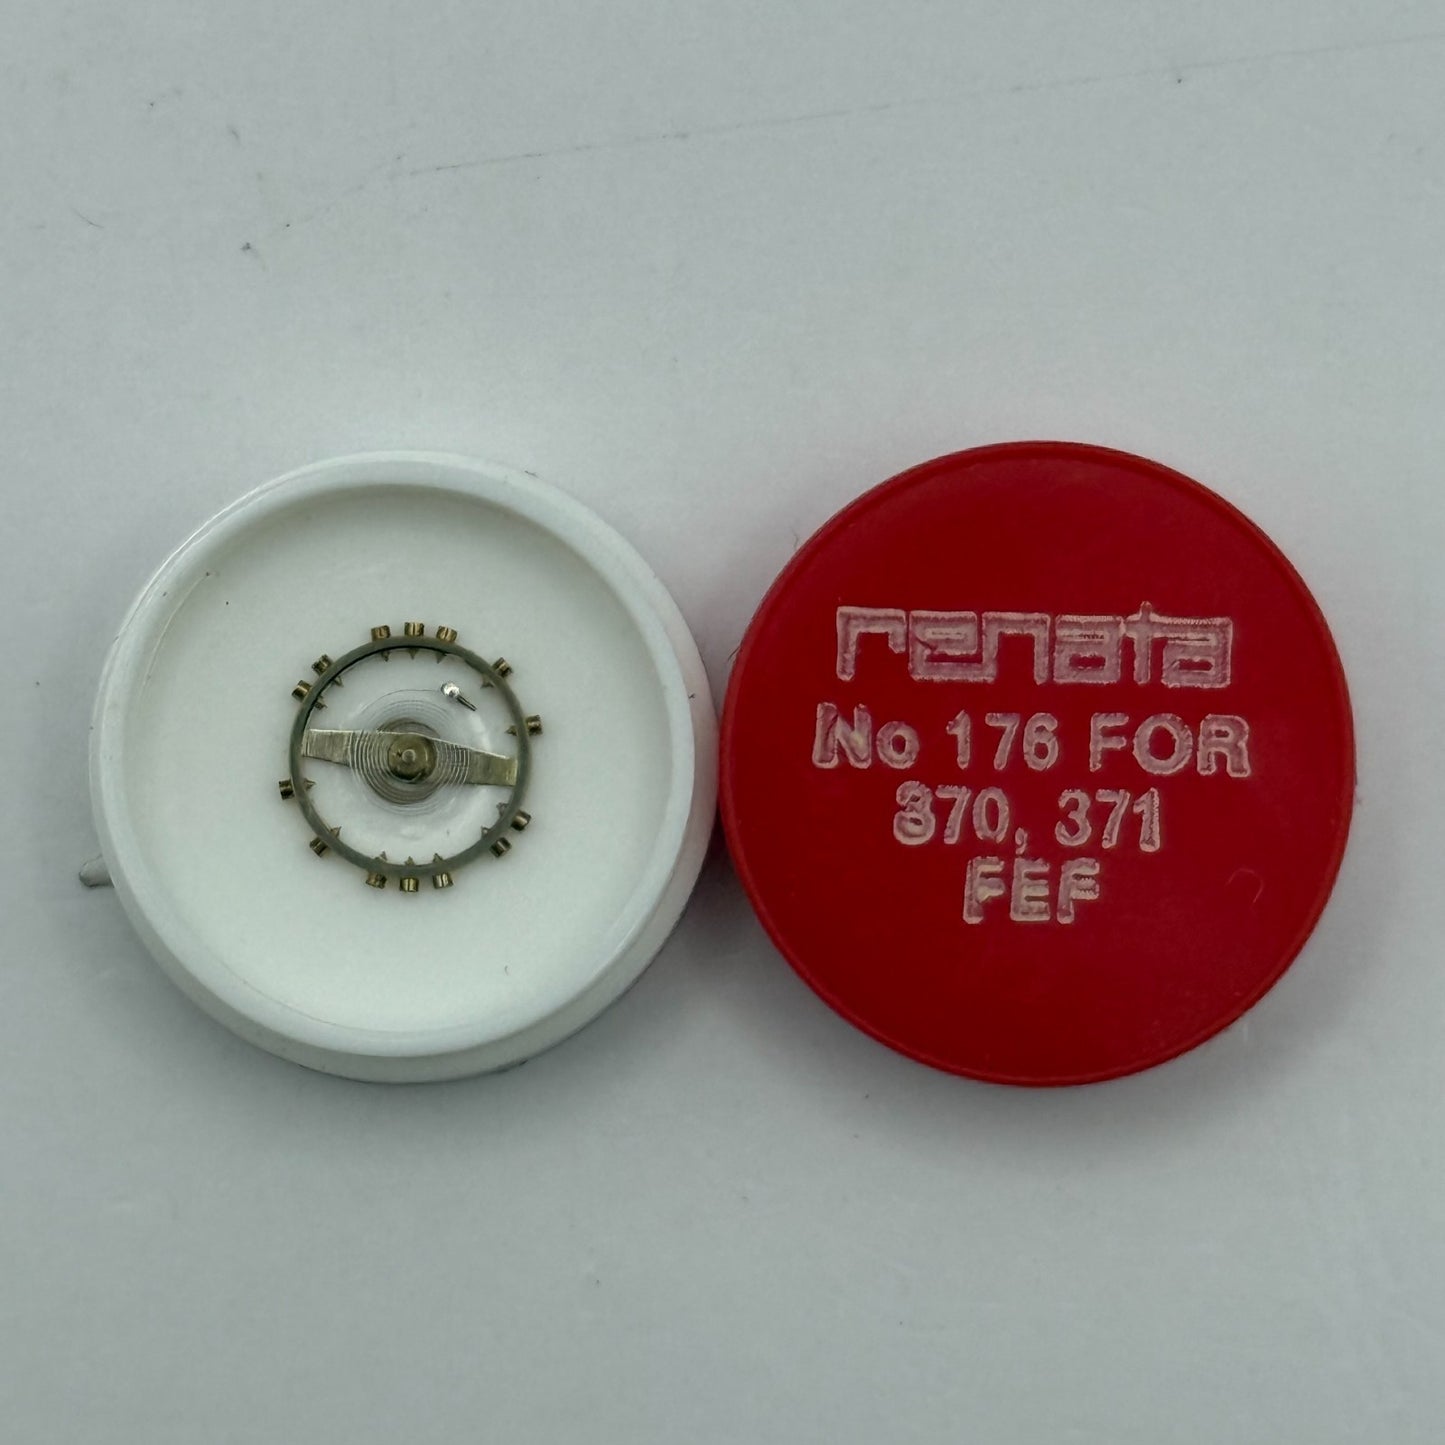 renata
No 176 FOR
370, 371
FEF